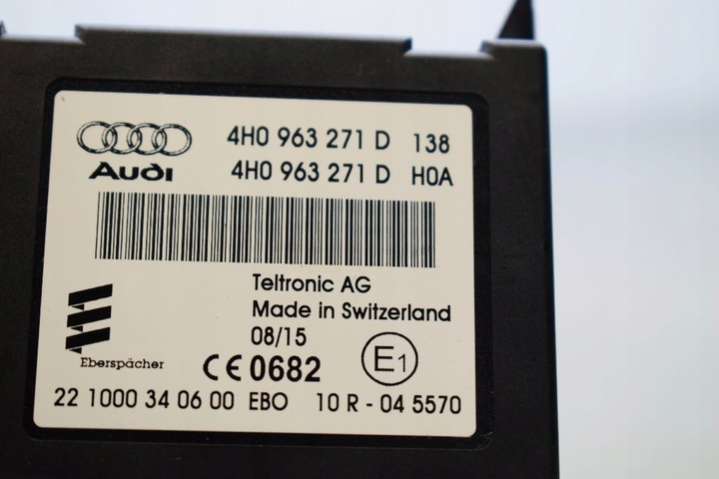 4H0 963 271 D 138
Audi 4H0 963 271 D H0A
Teltronic AG
Made in Switzerland
08/15
Eberspächer CE 0682 E1
22 1000 34 06 00 EBO 10 R - 04 5570